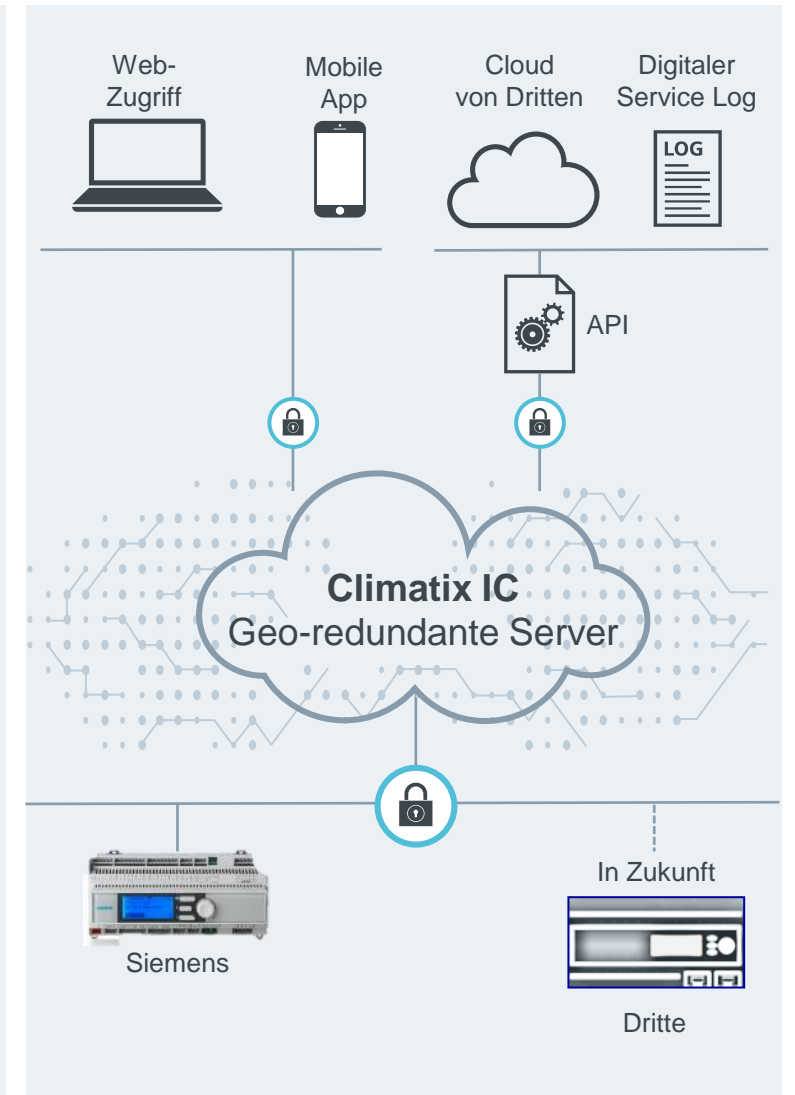 Web-
Zugriff
Mobile
App
Cloud
von Dritten
Digitaler
Service Log
LOG
API
Climatix IC
Geo-redundante Server
Siemens
In Zukunft
Dritte